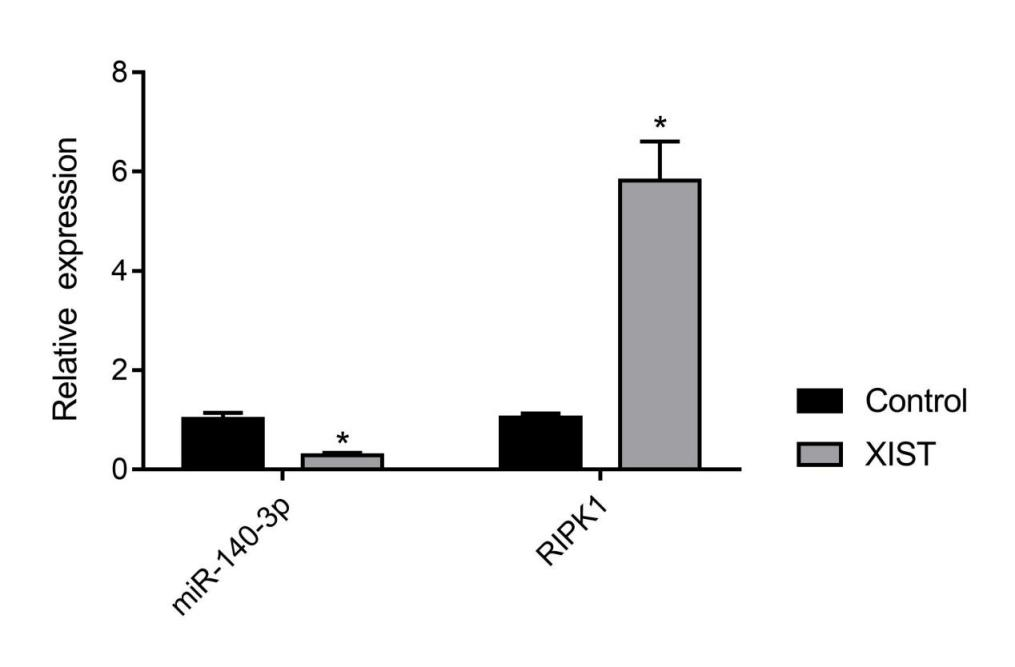 8
6
4
2
0
Relative expression
*
*
miR-140-3p
RIPK1
Control
XIST